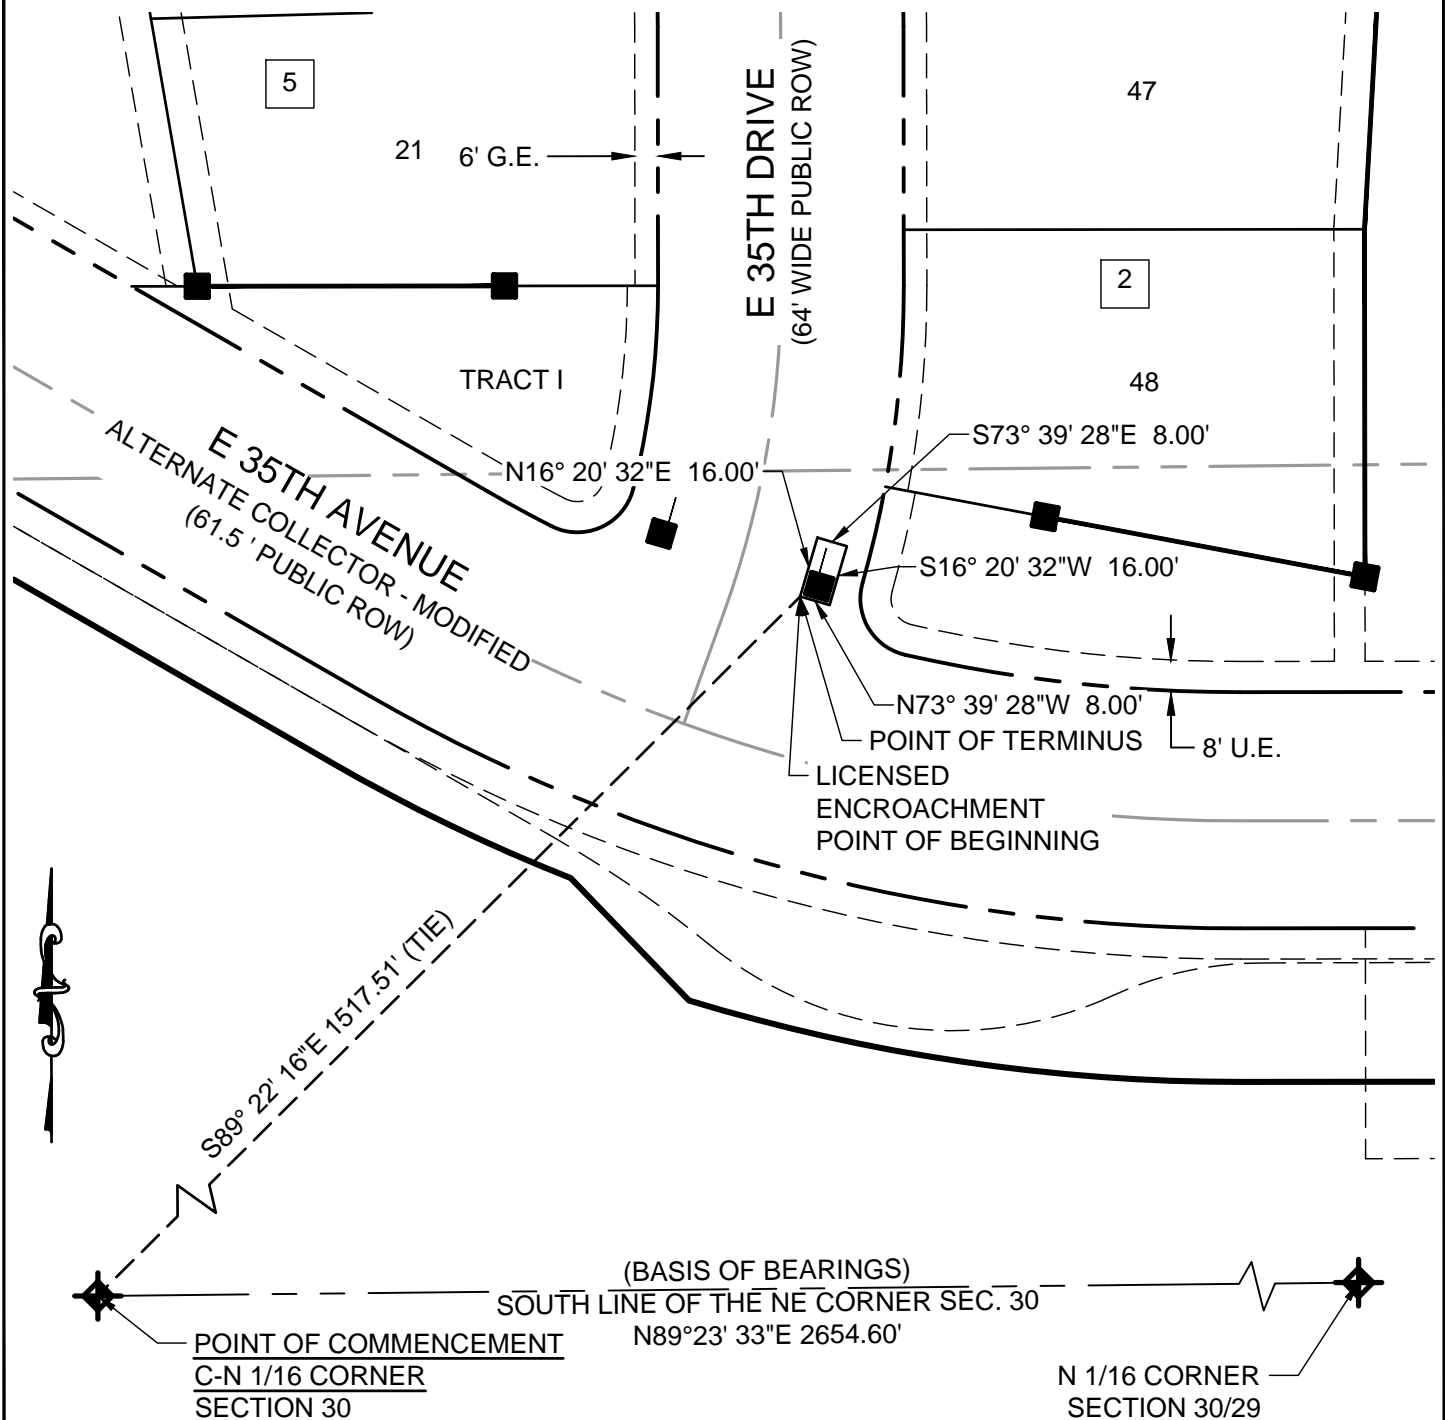 5
21
6' G.E.
E 35TH DRIVE
(64' WIDE PUBLIC ROW)
47
2
48
TRACT I
E 35TH AVENUE
ALTERNATE COLLECTOR - MODIFIED
(61.5 ' PUBLIC ROW)
S73° 39' 28"E  8.00'
N16° 20' 32"E  16.00'
S16° 20' 32"W  16.00'
N73° 39' 28"W  8.00'
POINT OF TERMINUS
8' U.E.
LICENSED
ENCROACHMENT
POINT OF BEGINNING
S89° 22' 16"E 1517.51' (TIE)
(BASIS OF BEARINGS)
SOUTH LINE OF THE NE CORNER SEC. 30
N89°23' 33"E 2654.60'
POINT OF COMMENCEMENT
C-N 1/16 CORNER
SECTION 30
N 1/16 CORNER
SECTION 30/29